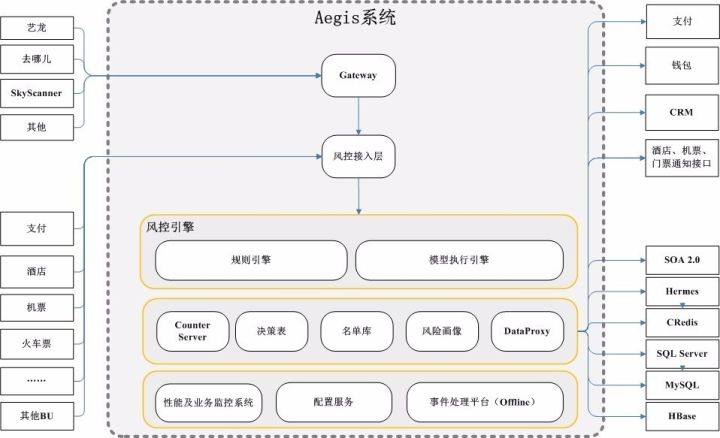 Aegis系统
艺龙
去哪儿
SkyScanner
其他
Gateway
风控接入层
支付
酒店
机票
火车票
……
其他BU
风控引擎
规则引擎
模型执行引擎
Counter
Server
决策表
名单库
风险画像
DataProxy
性能及业务监控系统
配置服务
事件处理平台（Offline）
支付
钱包
CRM
酒店、机票、
门票通知接口
SOA 2.0
Hermes
CRedis
SQL Server
MySQL
HBase